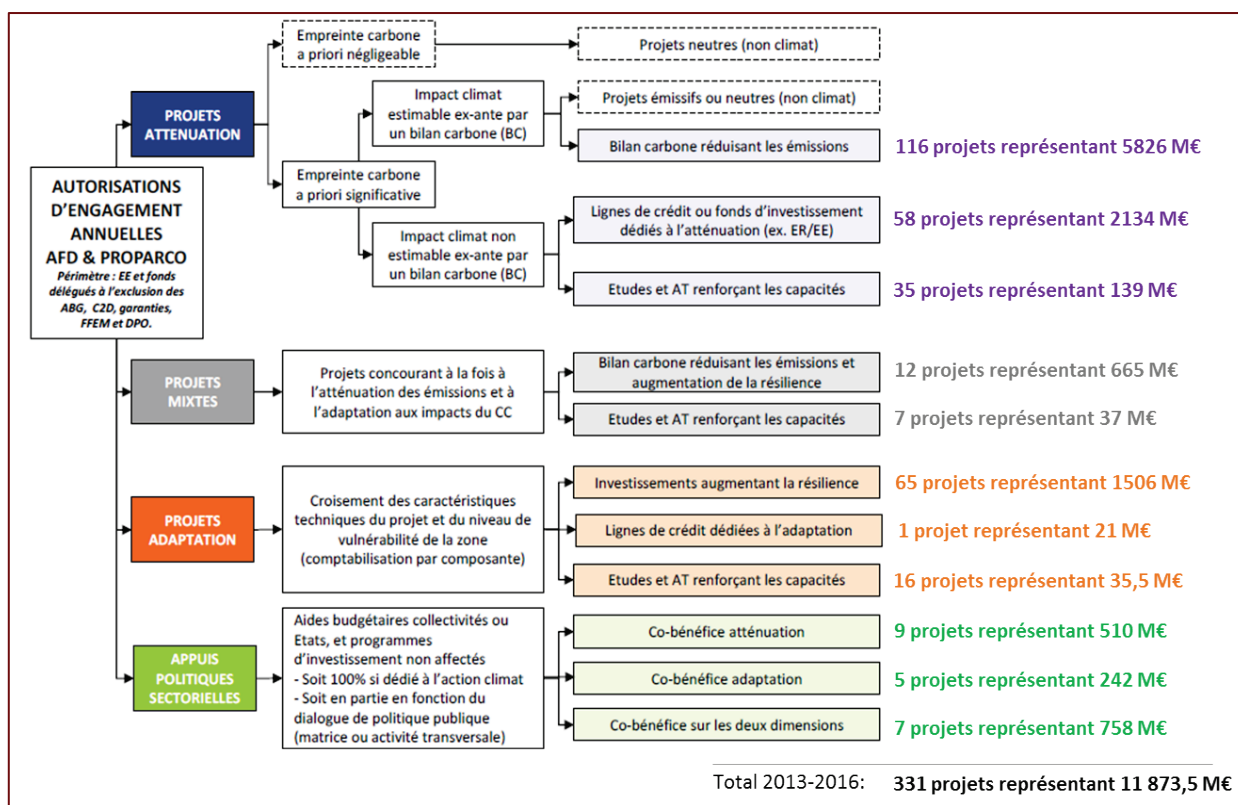 Empreinte carbone
a priori négligeable
Projets neutres (non climat)
PROJETS
ATTENUATION
Impact climat
estimable ex-ante par
un bilan carbone (BC)
Projets émissifs ou neutres (non climat)
Bilan carbone réduisant les émissions
116 projets représentant 5826 M€
Empreinte carbone
a priori significative
AUTORISATIONS
D’ENGAGEMENT
ANNUELLES
AFD & PROPARCO
Périmètre : EE et fonds
délégués à l’exclusion des
ABG, C2D, garanties,
FFEM et DPO.
Impact climat non
estimable ex-ante par
un bilan carbone (BC)
Lignes de crédit ou fonds d’investissement
dédiés à l’atténuation (ex. ER/EE)
58 projets représentant 2134 M€
Etudes et AT renforçant les capacités
35 projets représentant 139 M€
PROJETS
MIXTES
Projets concourant à la fois à
l’atténuation des émissions et à
l’adaptation aux impacts du CC
Bilan carbone réduisant les émissions et
augmentation de la résilience
12 projets représentant 665 M€
Etudes et AT renforçant les capacités
7 projets représentant 37 M€
PROJETS
ADAPTATION
Croisement des caractéristiques
techniques du projet et du niveau de
vulnérabilité de la zone
(comptabilisation par composante)
Investissements augmentant la résilience
65 projets représentant 1506 M€
Lignes de crédit dédiées à l’adaptation
1 projet représentant 21 M€
Etudes et AT renforçant les capacités
16 projets représentant 35,5 M€
APPUIS
POLITIQUES
SECTORIELLES
Aides budgétaires collectivités ou
Etats, et programmes
d’investissement non affectés
- Soit 100% si dédié à l’action climat
- Soit en partie en fonction du
dialogue de politique publique
(matrice ou activité transversale)
Co-bénéfice atténuation
9 projets représentant 510 M€
Co-bénéfice adaptation
5 projets représentant 242 M€
Co-bénéfice sur les deux dimensions
7 projets représentant 758 M€
Total 2013-2016: 331 projets représentant 11 873,5 M€